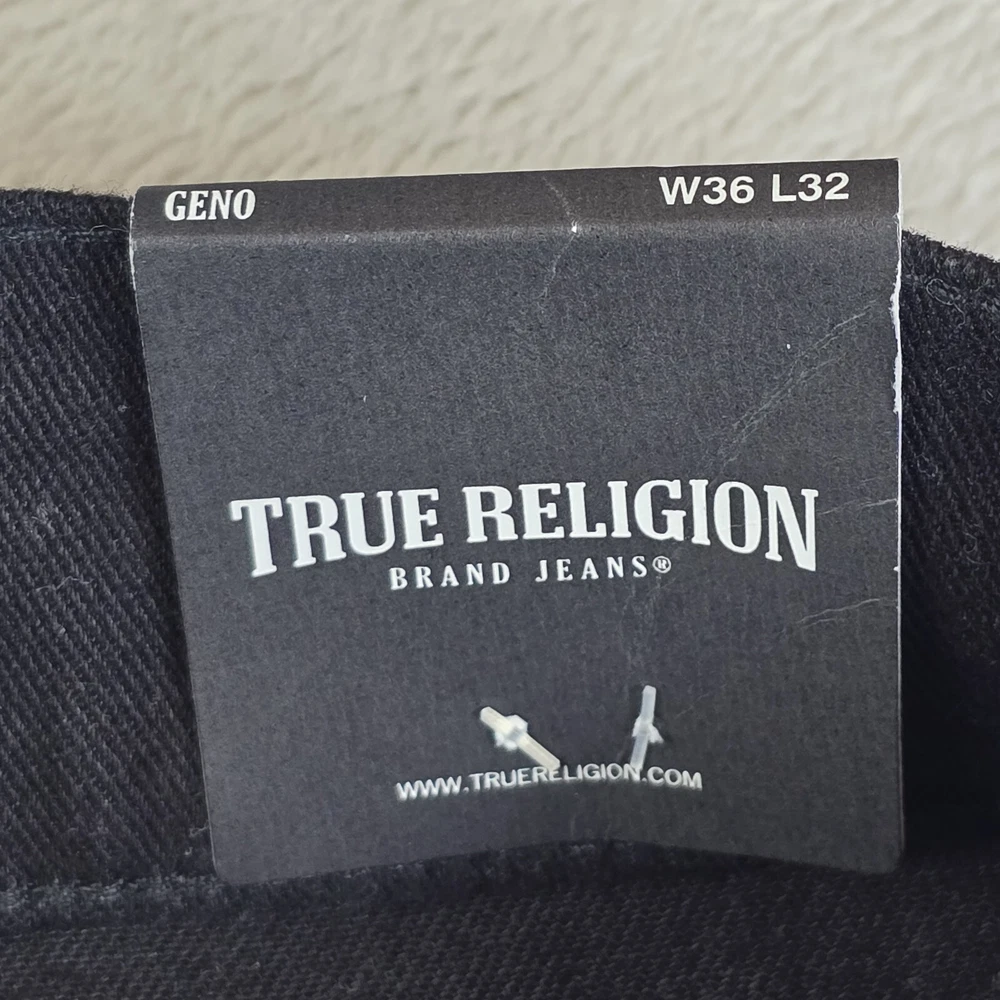 GENO W36 L32
TRUE RELIGION
BRAND JEANS®
WWW.TRUERELIGION.COM